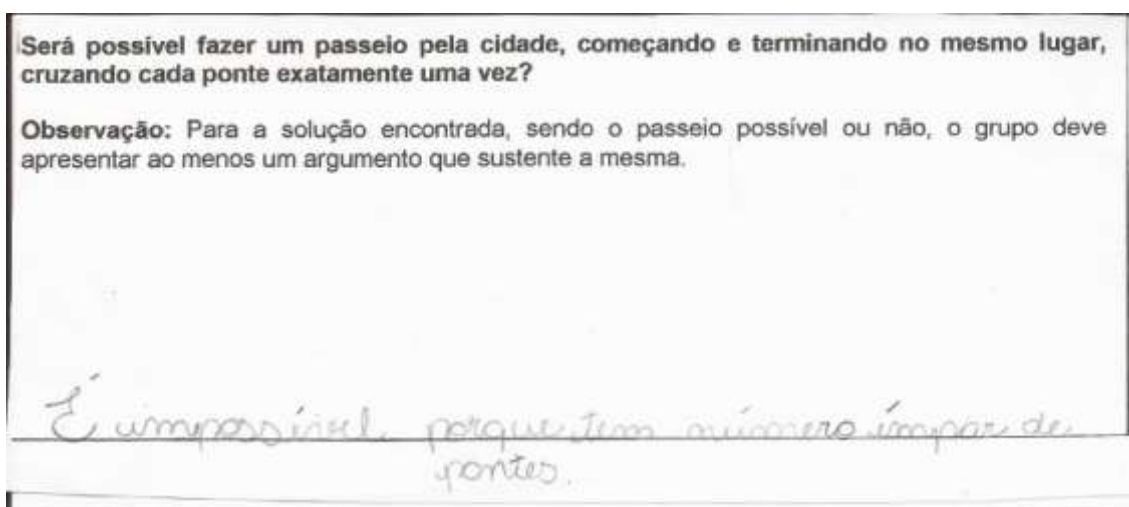 Será possível fazer um passeio pela cidade, começando e terminando no mesmo lugar,
cruzando cada ponte exatamente uma vez?
Observação: Para a solução encontrada, sendo o passeio possível ou não, o grupo deve
apresentar ao menos um argumento que sustente a mesma.
É impossível porque tem número ímpar de
pontes.